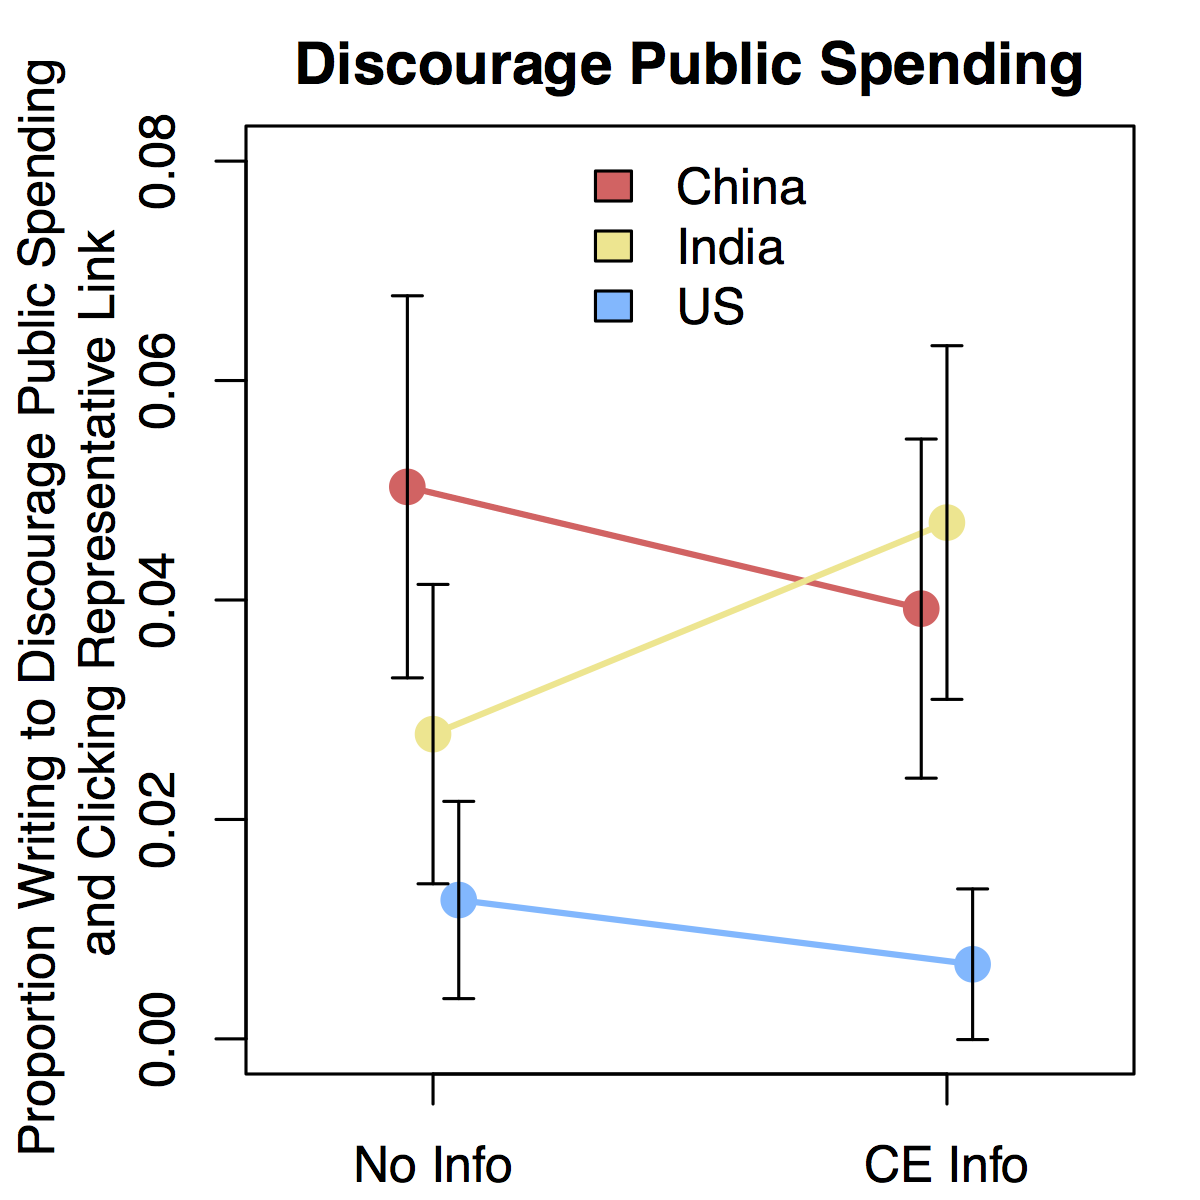 Discourage Public Spending
Proportion Writing to Discourage Public Spending
and Clicking Representative Link
0.08
0.06
0.04
0.02
0.00
China
India
US
No Info
CE Info